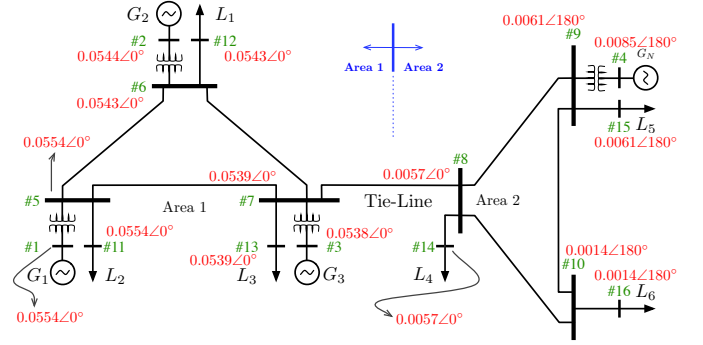 G₂
L₁
#2
#12
0.0544∠0°
0.0543∠0°
#6
0.0543∠0°
Area 1
Area 2
0.0061∠180°
#9
0.0085∠180°
G_N
#4
#15
L₅
0.0061∠180°
0.0554∠0°
#5
0.0539∠0°
Area 1
#7
0.0057∠0°
#8
Tie-Line
Area 2
#1
G₁
0.0554∠0°
#11
L₂
0.0554∠0°
#13
0.0539∠0°
L₃
0.0538∠0°
#3
G₃
#14
L₄
0.0057∠0°
0.0014∠180°
#10
0.0014∠180°
#16
L₆